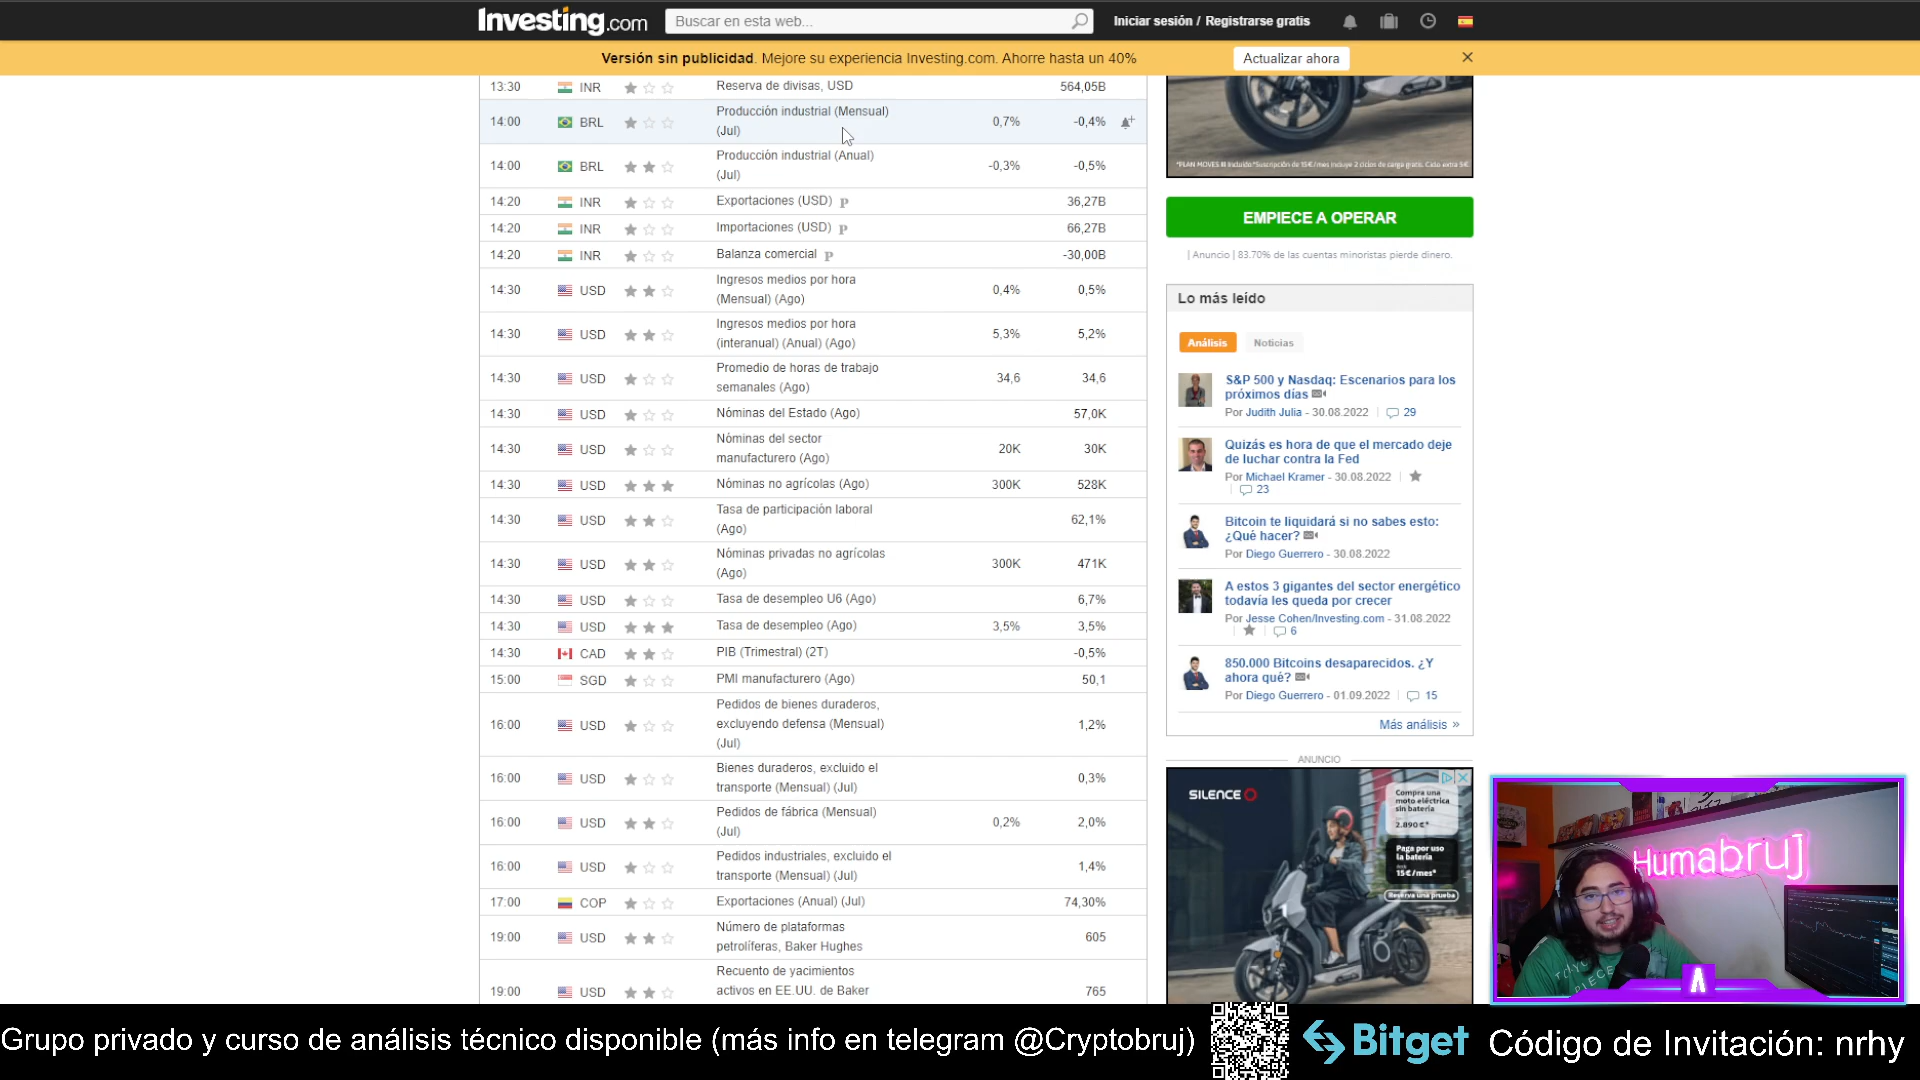 Investing.com
Buscar en esta web...
Iniciar sesión / Registrarse gratis
Versión sin publicidad. Mejore su experiencia Investing.com. Ahorre hasta un 40%
Actualizar ahora
13:30 INR Reserva de divisas, USD 564,05B
14:00 BRL Producción industrial (Mensual) (Jul) 0,7% -0,4%
14:00 BRL Producción industrial (Anual) (Jul) -0,3% -0,5%
14:20 INR Exportaciones (USD) P 36,27B
14:20 INR Importaciones (USD) P 66,27B
14:20 INR Balanza comercial P -30,00B
14:30 USD Ingresos medios por hora (Mensual) (Ago) 0,4% 0,5%
14:30 USD Ingresos medios por hora (interanual) (Anual) (Ago) 5,3% 5,2%
14:30 USD Promedio de horas de trabajo semanales (Ago) 34,6 34,6
14:30 USD Nóminas del Estado (Ago) 57,0K
14:30 USD Nóminas del sector manufacturero (Ago) 20K 30K
14:30 USD Nóminas no agrícolas (Ago) 300K 528K
14:30 USD Tasa de participación laboral (Ago) 62,1%
14:30 USD Nóminas privadas no agrícolas (Ago) 300K 471K
14:30 USD Tasa de desempleo U6 (Ago) 6,7%
14:30 USD Tasa de desempleo (Ago) 3,5% 3,5%
14:30 CAD PIB (Trimestral) (2T) -0,5%
15:00 SGD PMI manufacturero (Ago) 50,1
16:00 USD Pedidos de bienes duraderos, excluyendo defensa (Mensual) (Jul) 1,2%
16:00 USD Bienes duraderos, excluido el transporte (Mensual) (Jul) 0,3%
16:00 USD Pedidos de fábrica (Mensual) (Jul) 0,2% 2,0%
16:00 USD Pedidos industriales, excluido el transporte (Mensual) (Jul) 1,4%
17:00 COP Exportaciones (Anual) (Jul) 74,30%
19:00 USD Número de plataformas petrolíferas, Baker Hughes 605
19:00 USD Recuento de yacimientos activos en EE.UU. de Baker 765
EMPIECE A OPERAR
| Anuncio | 83.70% de las cuentas minoristas pierde dinero.
Lo más leído
Análisis Noticias
S&P 500 y Nasdaq: Escenarios para los
próximos días
Por Judith Julia - 30.08.2022 | 29
Quizás es hora de que el mercado deje
de luchar contra la Fed
Por Michael Kramer - 30.08.2022 |
| 23
Bitcoin te liquidará si no sabes esto:
¿Qué hacer?
Por Diego Guerrero - 30.08.2022
A estos 3 gigantes del sector energético
todavía les queda por crecer
Por Jesse Cohen/Investing.com - 31.08.2022
| | 6
850.000 Bitcoins desaparecidos. ¿Y
ahora qué?
Por Diego Guerrero - 01.09.2022 | 15
Más análisis »
ANUNCIO
SILENCE
Compra una
moto eléctrica
sin batería
2.890 €*
Paga por uso
la batería
15€/mes*
Reserva una prueba
Humabruj
Grupo privado y curso de análisis técnico disponible (más info en telegram @Cryptobruj)
Bitget
Código de Invitación: nrhy